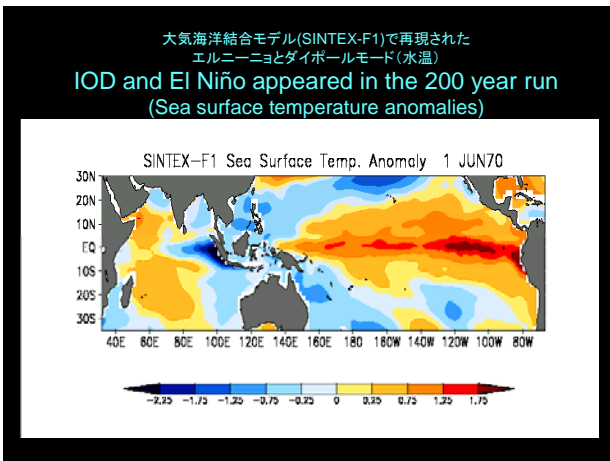 大気海洋結合モデル(SINTEX-F1)で再現された
エルニーニョとダイポールモード(水温)
IOD and El Niño appeared in the 200 year run
(Sea surface temperature anomalies)
SINTEX-F1 Sea Surface Temp. Anomaly 1 JUN70
30N
20N
10N
EQ
10S
20S
30S
40E 60E 80E 100E 120E 140E 160E 180 160W 140W 120W 100W 80W
-2.25 -1.75 -1.25 -0.75 -0.25 0 0.25 0.75 1.25 1.75